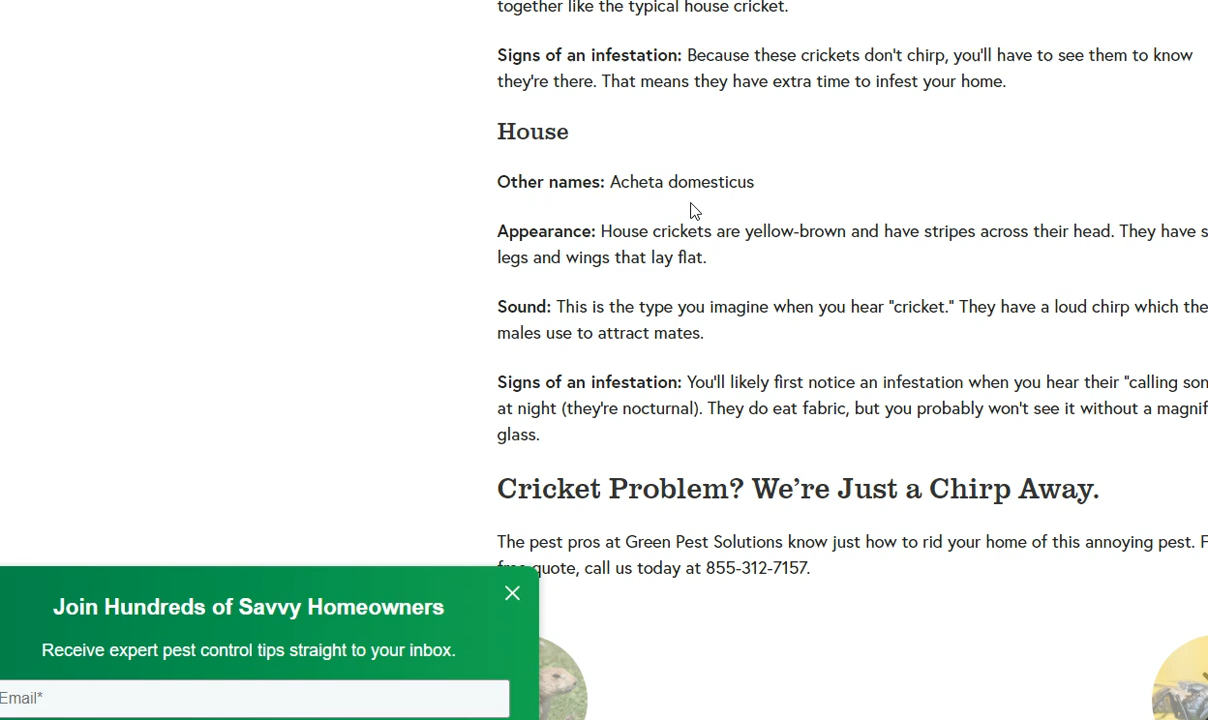 together like the typical house cricket.
Signs of an infestation: Because these crickets don't chirp, you'll have to see them to know
they're there. That means they have extra time to infest your home.
House
Other names: Acheta domesticus
Appearance: House crickets are yellow-brown and have stripes across their head. They have
legs and wings that lay flat.
Sound: This is the type you imagine when you hear "cricket." They have a loud chirp which the
males use to attract mates.
Signs of an infestation: You'll likely first notice an infestation when you hear their "calling
at night (they're nocturnal). They do eat fabric, but you probably won't see it without a
glass.
Cricket Problem? We're Just a Chirp Away.
The pest pros at Green Pest Solutions know just how to rid your home of this annoying pest.
quote, call us today at 855-312-7157.
Join Hundreds of Savvy Homeowners
Receive expert pest control tips straight to your inbox.
Email*